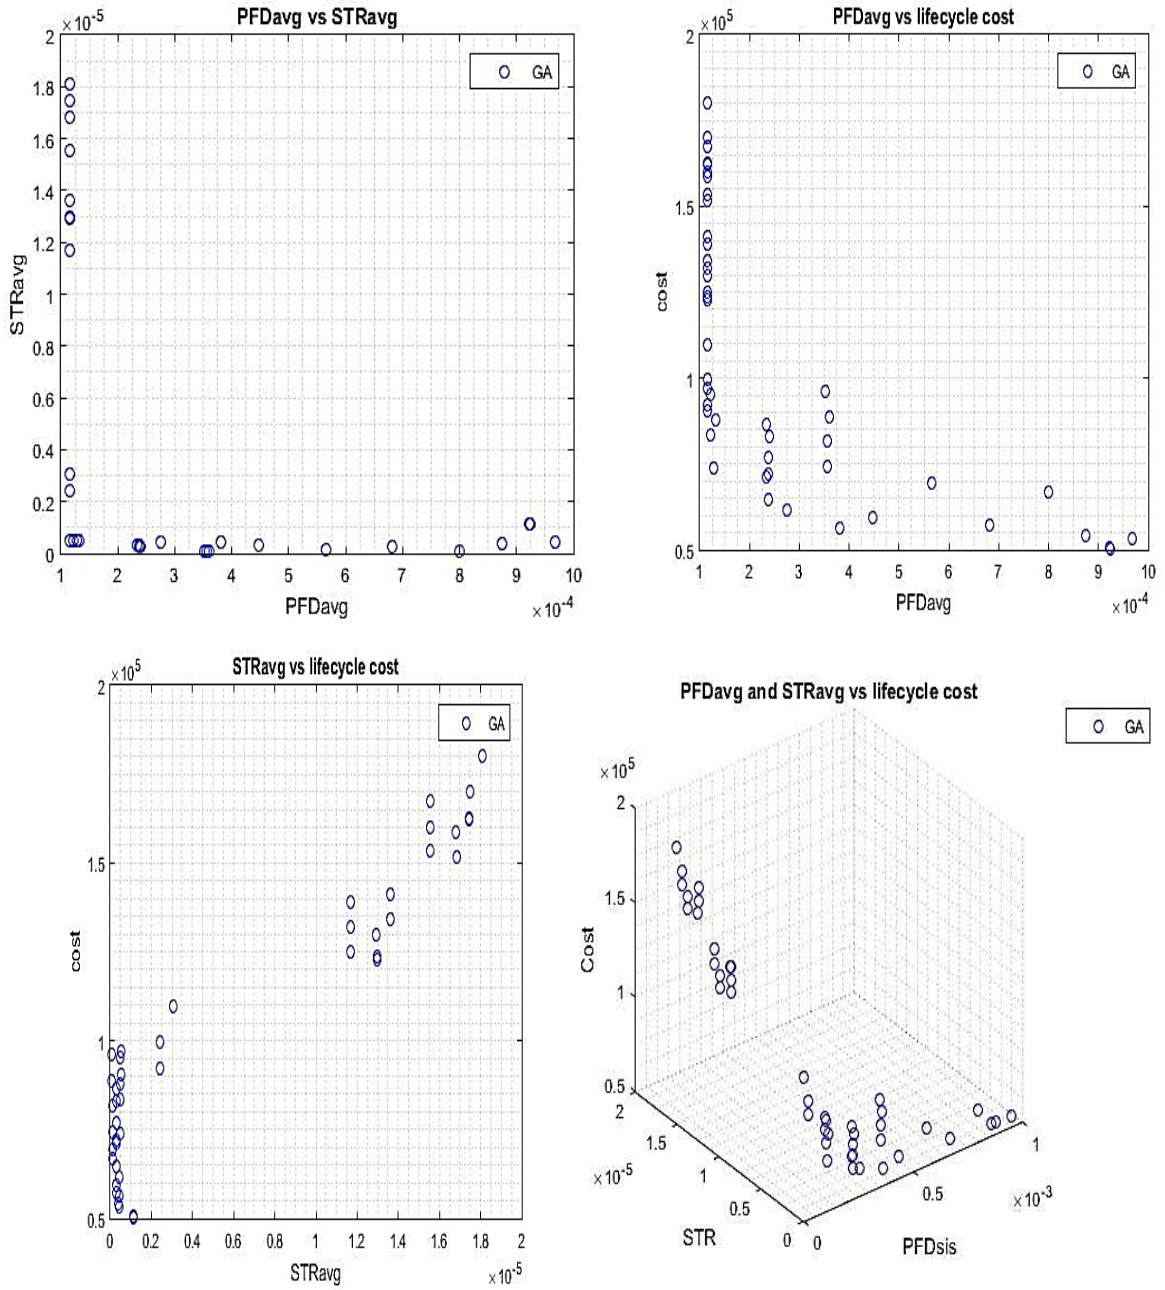 PFDavg vs STRavg
×10-5
GA
2
1.8
1.6
1.4
1.2
1
0.8
0.6
0.4
0.2
0
STRavg
1 2 3 4 5 6 7 8 9 10
PFDavg
×10-4
PFDavg vs lifecycle cost
×105
GA
2
1.5
1
0.5
cost
1 2 3 4 5 6 7 8 9 10
PFDavg
×10-4
STRavg vs lifecycle cost
×105
GA
2
1.5
1
0.5
cost
0 0.2 0.4 0.6 0.8 1 1.2 1.4 1.6 1.8 2
STRavg
×10-5
PFDavg and STRavg vs lifecycle cost
GA
×105
2
1.5
1
0.5
Cost
2
1.5
1
0.5
0
×10-5
STR
0
0.5
1
×10-3
PFDsis